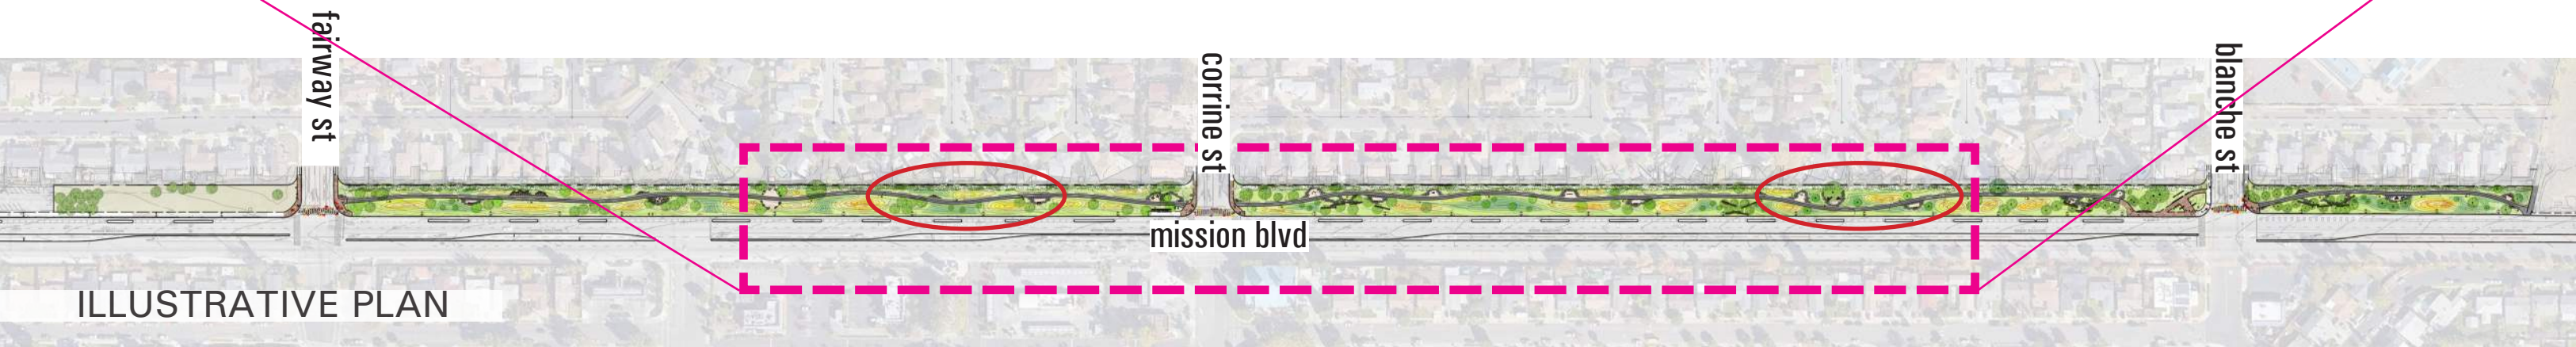 fairway st
corrine st
blanche st
mission blvd
ILLUSTRATIVE PLAN